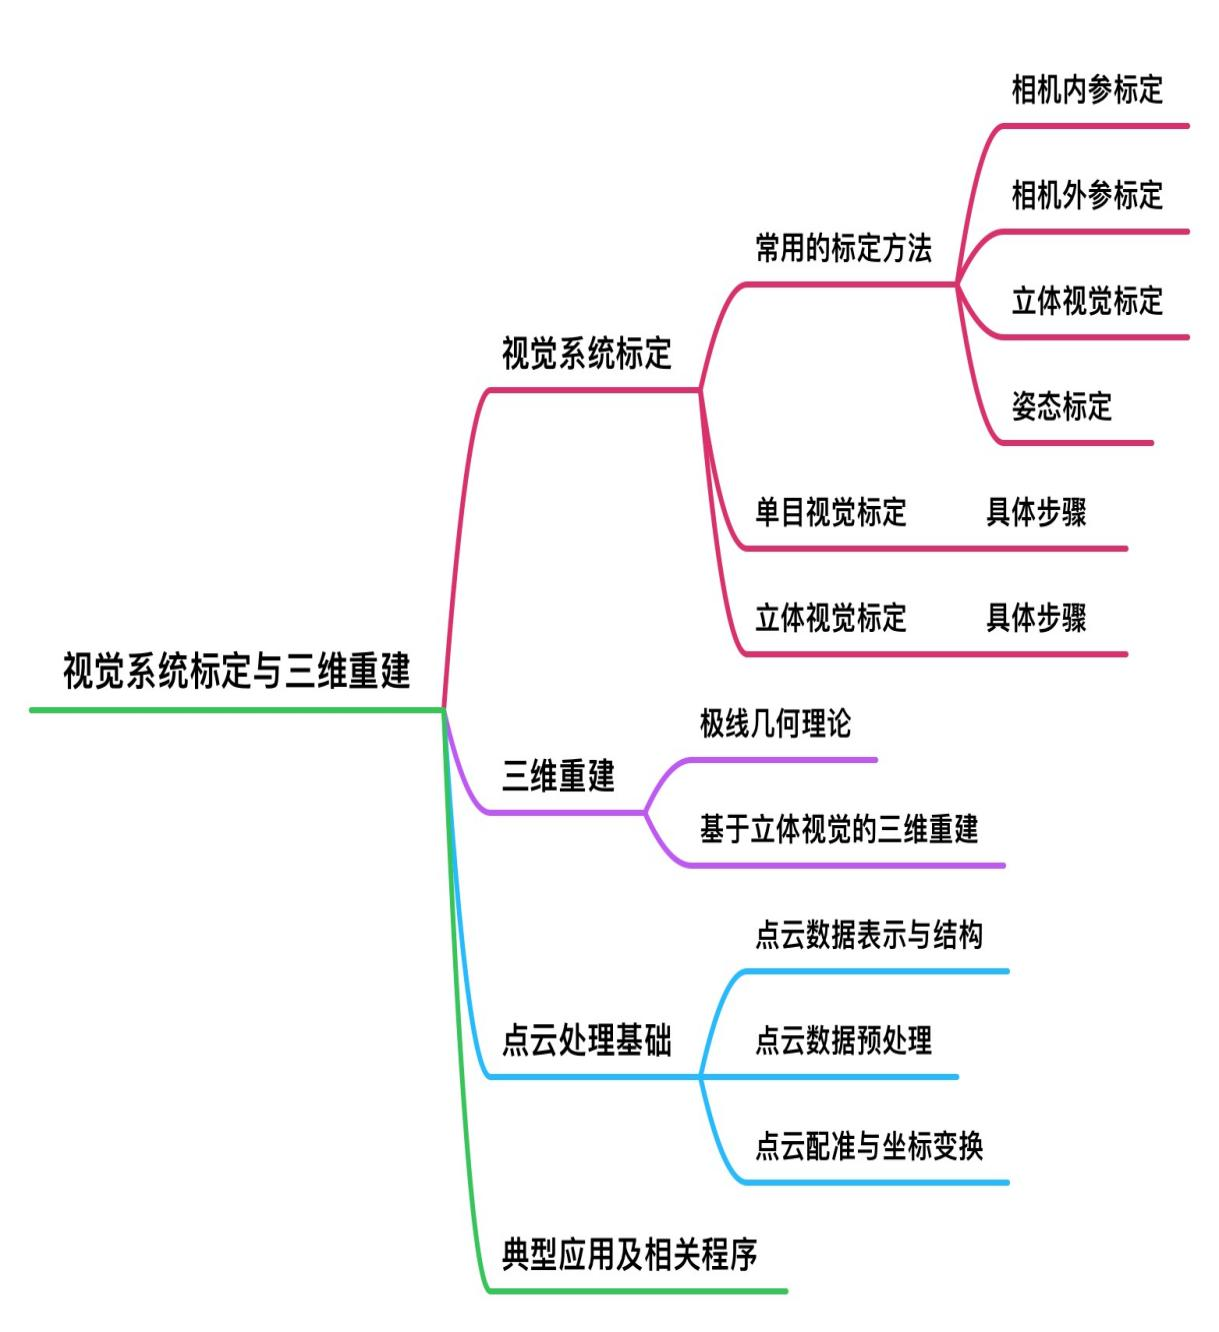 视觉系统标定与三维重建
视觉系统标定
常用的标定方法
相机内参标定
相机外参标定
立体视觉标定
姿态标定
单目视觉标定 具体步骤
立体视觉标定 具体步骤
三维重建
极线几何理论
基于立体视觉的三维重建
点云处理基础
点云数据表示与结构
点云数据预处理
点云配准与坐标变换
典型应用及相关程序